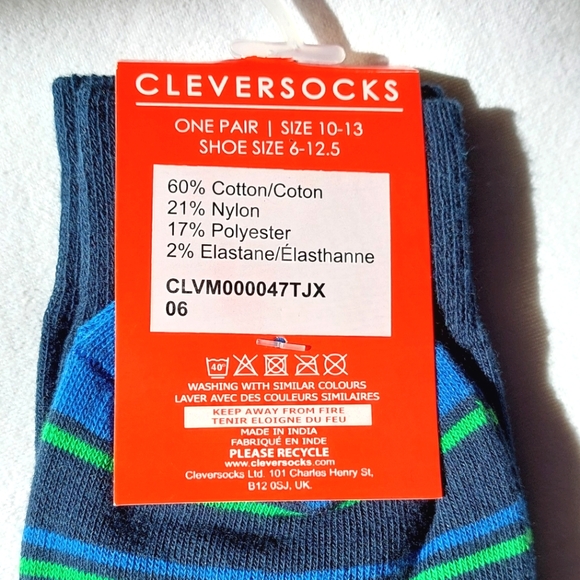 CLEVERSOCKS
ONE PAIR | SIZE 10-13
SHOE SIZE 6-12.5
60% Cotton/Coton
21% Nylon
17% Polyester
2% Elastane/Élasthanne
CLVM000047TJX
06
40°
WASHING WITH SIMILAR COLOURS
LAVER AVEC DES COULEURS SIMILAIRES
KEEP AWAY FROM FIRE
TENIR ELOIGNE DU FEU
MADE IN INDIA
FABRIQUÉ EN INDE
PLEASE RECYCLE
www.cleversocks.com
Cleversocks Ltd. 101 Charles Henry St,
B12 0SJ, UK.